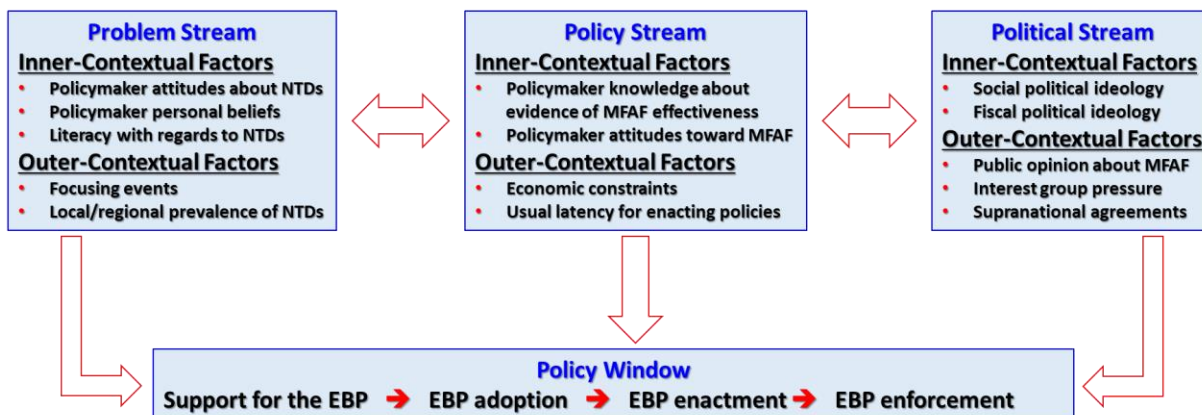 Problem Stream
Inner-Contextual Factors
• Policymaker attitudes about NTDs
• Policymaker personal beliefs
• Literacy with regards to NTDs
Outer-Contextual Factors
• Focusing events
• Local/regional prevalence of NTDs
Policy Stream
Inner-Contextual Factors
• Policymaker knowledge about
evidence of MFAF effectiveness
• Policymaker attitudes toward MFAF
Outer-Contextual Factors
• Economic constraints
• Usual latency for enacting policies
Political Stream
Inner-Contextual Factors
• Social political ideology
• Fiscal political ideology
Outer-Contextual Factors
• Public opinion about MFAF
• Interest group pressure
• Supranational agreements
Policy Window
Support for the EBP ➔ EBP adoption ➔ EBP enactment ➔ EBP enforcement